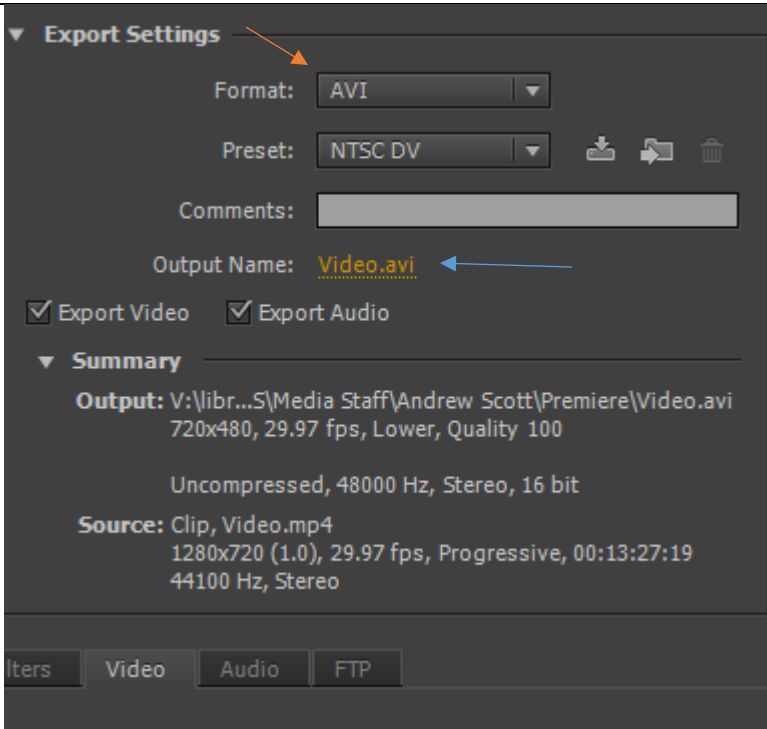 Export Settings
Format: AVI
Preset: NTSC DV
Comments:
Output Name: Video.avi
Export Video Export Audio
Summary
Output: V:\libr...S\Media Staff\Andrew Scott\Premiere\Video.avi
720x480, 29.97 fps, Lower, Quality 100
Uncompressed, 48000 Hz, Stereo, 16 bit
Source: Clip, Video.mp4
1280x720 (1.0), 29.97 fps, Progressive, 00:13:27:19
44100 Hz, Stereo
lters Video Audio FTP